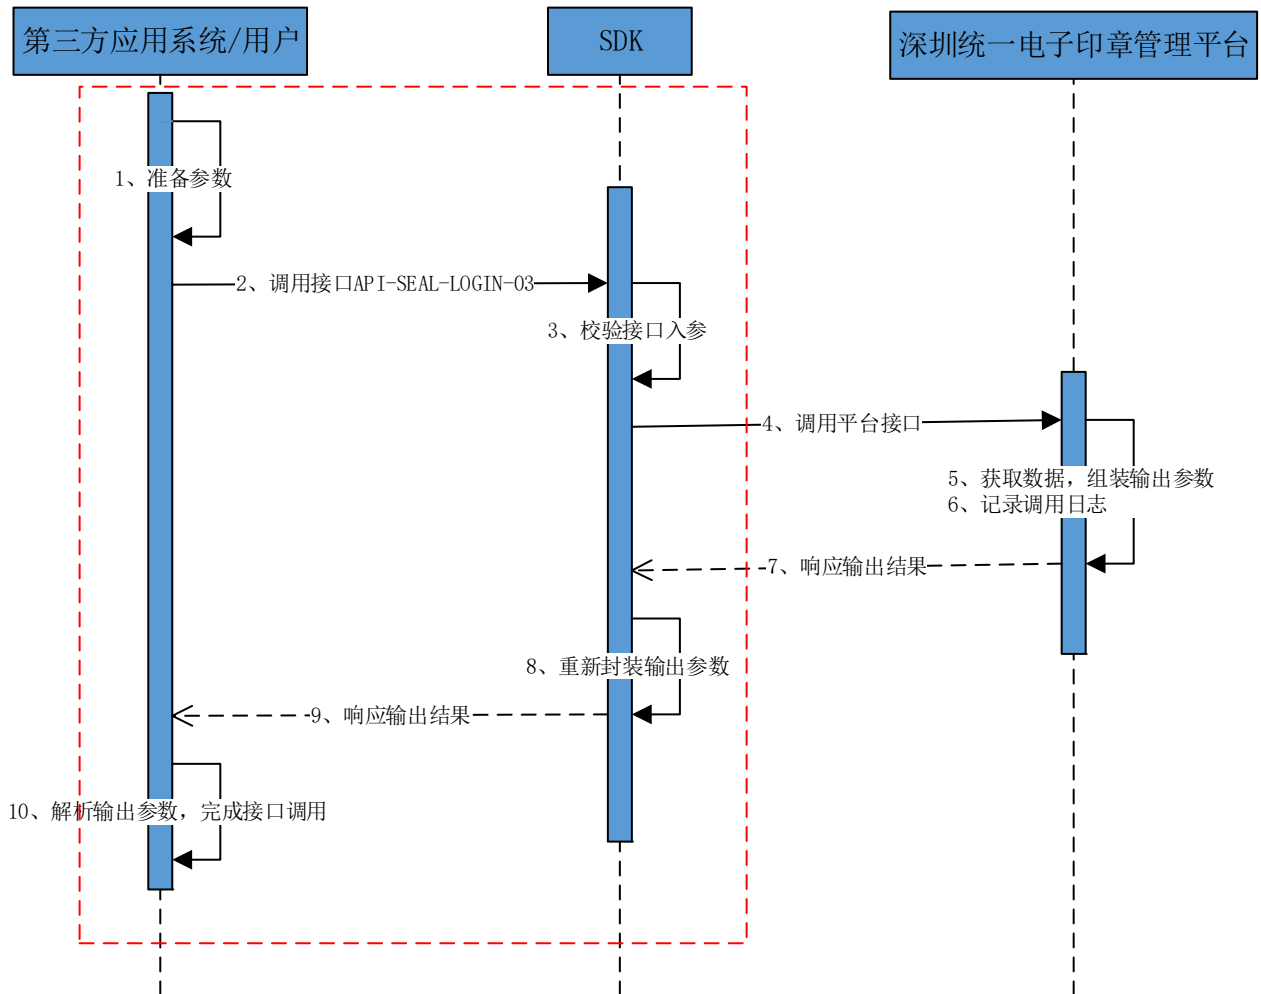 第三方应用系统/用户
SDK
深圳统一电子印章管理平台
1、准备参数
2、调用接口API-SEAL-LOGIN-03
3、校验接口入参
4、调用平台接口
5、获取数据，组装输出参数
6、记录调用日志
7、响应输出结果
8、重新封装输出参数
9、响应输出结果
10、解析输出参数，完成接口调用